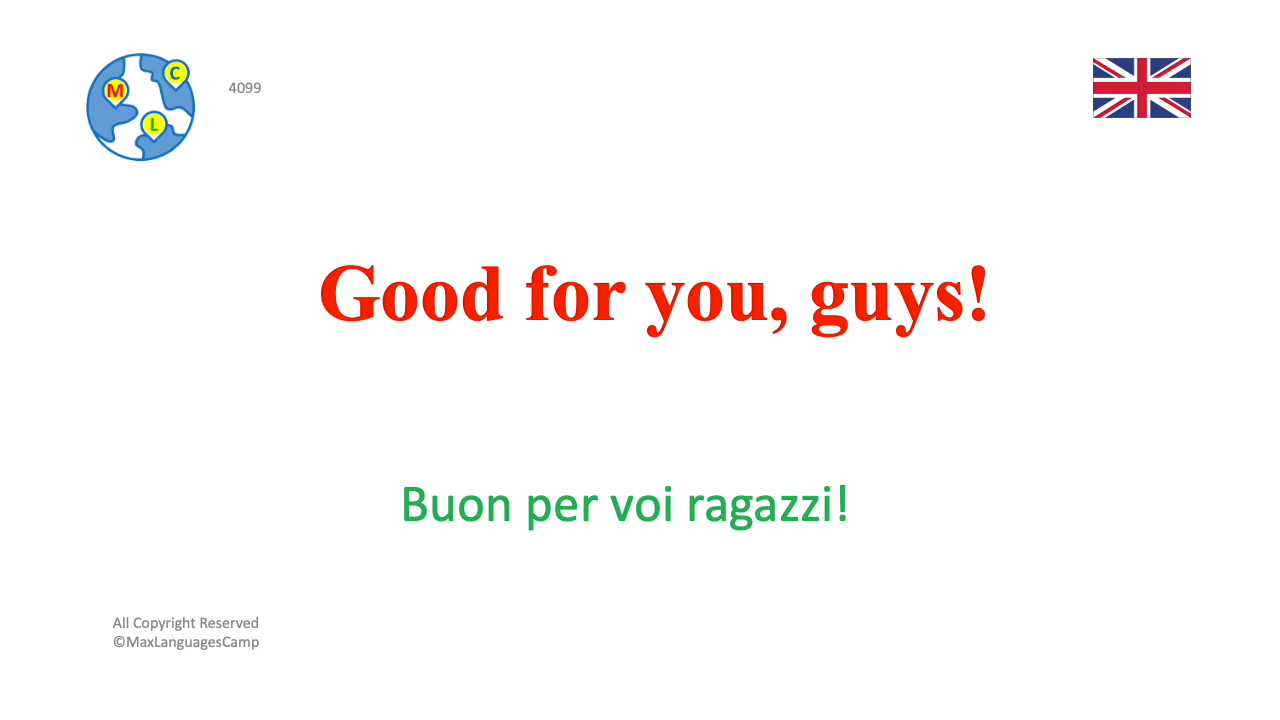 C
M
L
4099
Good for you, guys!
Buon per voi ragazzi!
All Copyright Reserved
©MaxLanguagesCamp